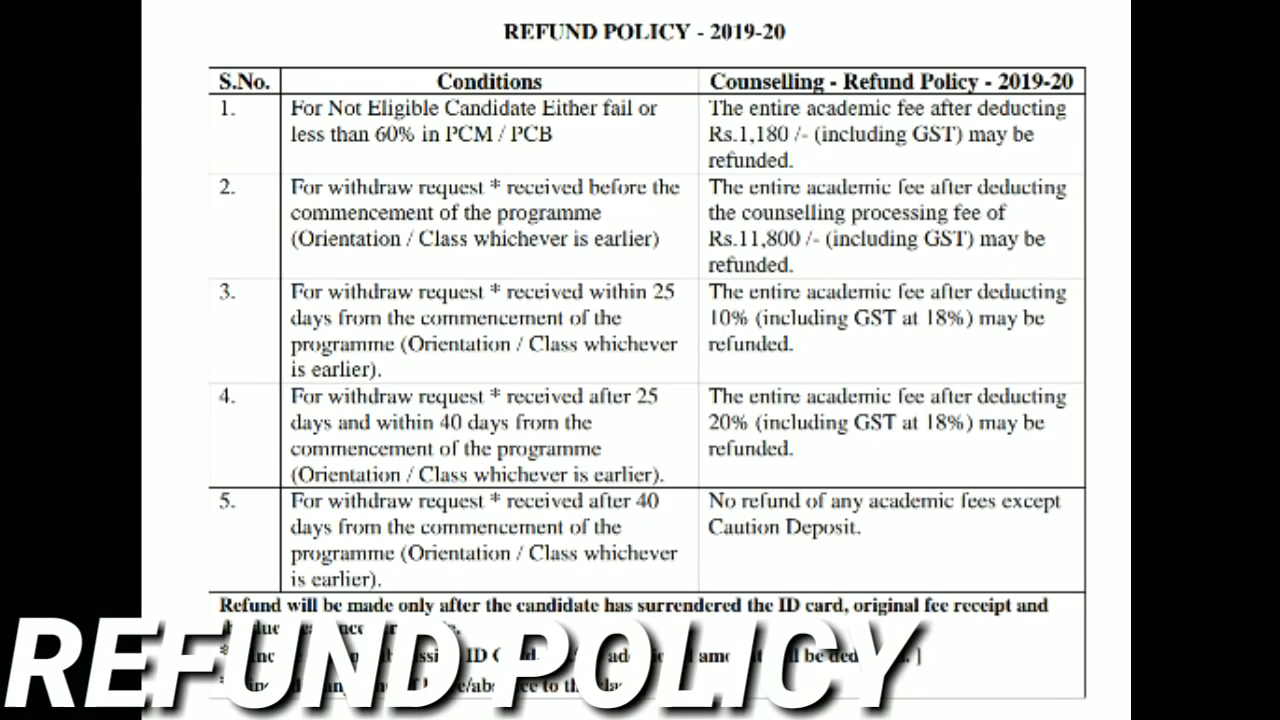 REFUND POLICY - 2019-20
S.No. Conditions Counselling - Refund Policy - 2019-20
1. For Not Eligible Candidate Either fail or
less than 60% in PCM / PCB
The entire academic fee after deducting
Rs.1,180 /- (including GST) may be
refunded.
2. For withdraw request * received before the
commencement of the programme
(Orientation / Class whichever is earlier)
The entire academic fee after deducting
the counselling processing fee of
Rs.11,800 /- (including GST) may be
refunded.
3. For withdraw request * received within 25
days from the commencement of the
programme (Orientation / Class whichever
is earlier).
The entire academic fee after deducting
10% (including GST at 18%) may be
refunded.
4. For withdraw request * received after 25
days and within 40 days from the
commencement of the programme
(Orientation / Class whichever is earlier).
The entire academic fee after deducting
20% (including GST at 18%) may be
refunded.
5. For withdraw request * received after 40
days from the commencement of the
programme (Orientation / Class whichever
is earlier).
No refund of any academic fees except
Caution Deposit.
Refund will be made only after the candidate has surrendered the ID card, original fee receipt and
REFUND POLICY